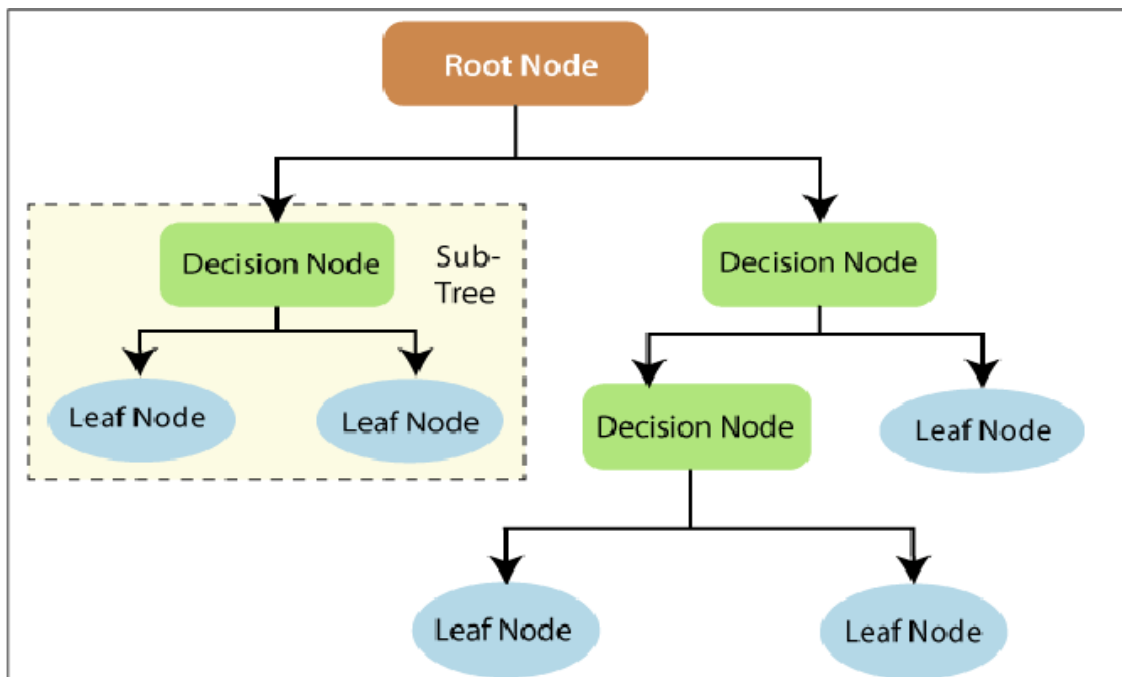 Root Node
Decision Node
Sub-
Tree
Decision Node
Leaf Node
Leaf Node
Decision Node
Leaf Node
Leaf Node
Leaf Node